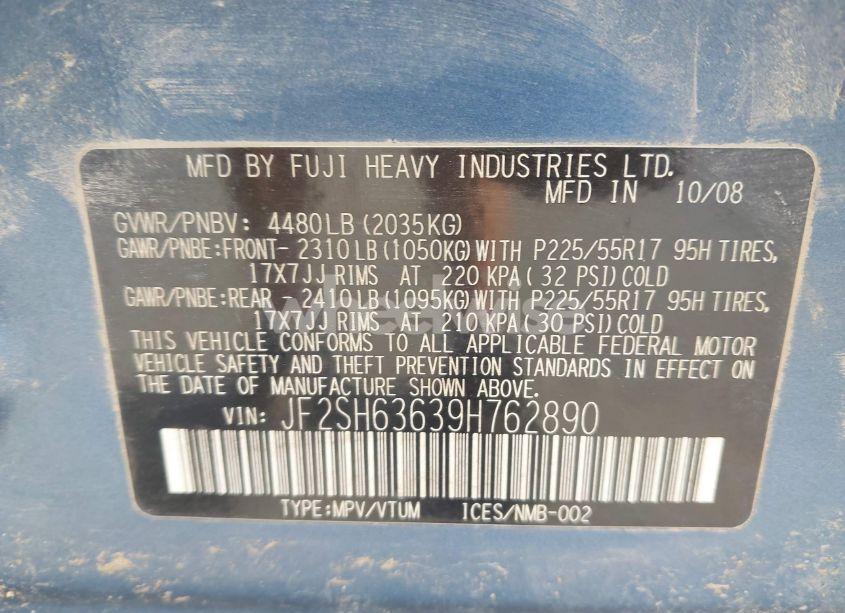 MFD BY FUJI HEAVY INDUSTRIES LTD.
MFD IN 10/08
GVWR/PNBV: 4480LB (2035KG)
GAWR/PNBE:FRONT- 2310LB (1050KG) WITH P225/55R17 95H TIRES,
17X7JJ RIMS AT 220 KPA (32 PSI) COLD
GAWR/PNBE:REAR - 2410LB (1095KG) WITH P225/55R17 95H TIRES,
17X7JJ RIMS AT 210 KPA (30 PSI) COLD
THIS VEHICLE CONFORMS TO ALL APPLICABLE FEDERAL MOTOR
VEHICLE SAFETY AND THEFT PREVENTION STANDARDS IN EFFECT ON
THE DATE OF MANUFACTURE SHOWN ABOVE.
VIN: JF2SH63639H762890
TYPE:MPV/VTUM ICES/NMB-002